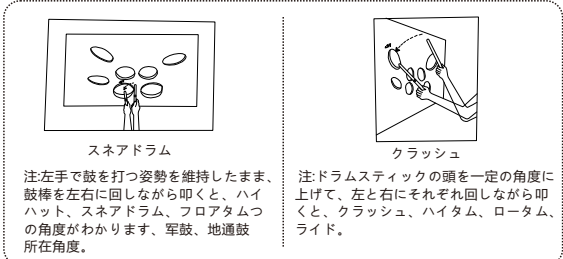 スネアドラム
注:左手で鼓を打つ姿勢を維持したまま、
鼓棒を左右に回しながら叩くと、ハイ
ハット、スネアドラム、フロアタムつ
の角度がわかります、军鼓、地通鼓
所在角度。
クラッシュ
注:ドラムスティックの頭を一定の角度に
上げて、左と右にそれぞれ回しながら叩
くと、クラッシュ、ハイタム、ロータム、
ライド。